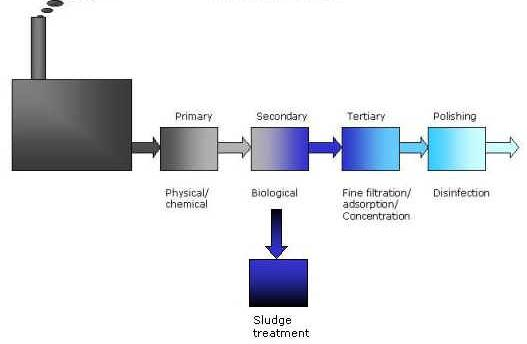 Primary
Secondary
Tertiary
Polishing
Physical/
chemical
Biological
Fine filtration/
adsorption/
Concentration
Disinfection
Sludge
treatment